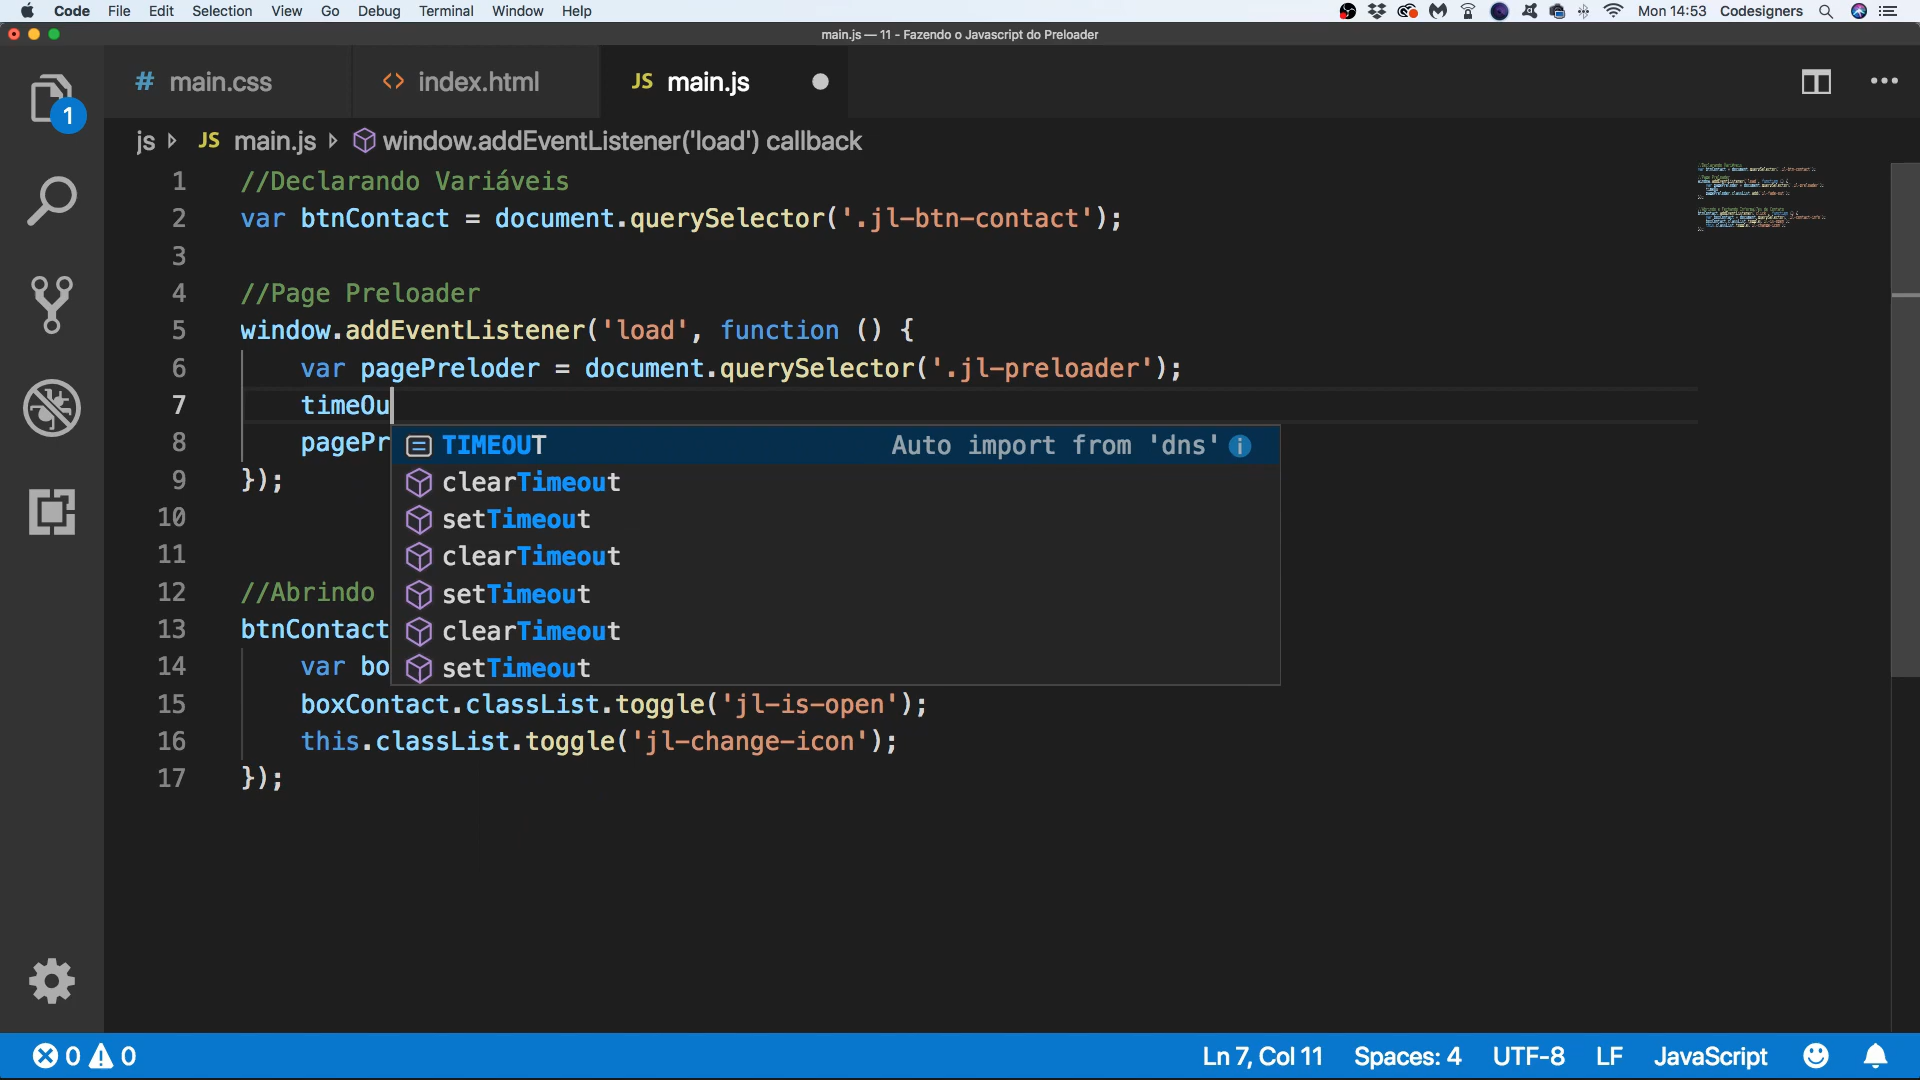 Code File Edit Selection View Go Debug Terminal Window Help Mon 14:53 Codesigners
main.js — 11 - Fazendo o Javascript do Preloader
# main.css <> index.html JS main.js
1
js JS main.js window.addEventListener('load') callback
1 //Declarando Variáveis
2 var btnContact = document.querySelector('.jl-btn-contact');
3
4 //Page Preloader
5 window.addEventListener('load', function () {
6 var pagePreloder = document.querySelector('.jl-preloader');
7 timeOu
8 pagePr
TIMEOUT Auto import from 'dns'
9 });
clearTimeout
10
setTimeout
11
clearTimeout
12 //Abrindo
setTimeout
13 btnContact
clearTimeout
14 var bo
setTimeout
15 boxContact.classList.toggle('jl-is-open');
16 this.classList.toggle('jl-change-icon');
17 });
0 0 Ln 7, Col 11 Spaces: 4 UTF-8 LF JavaScript